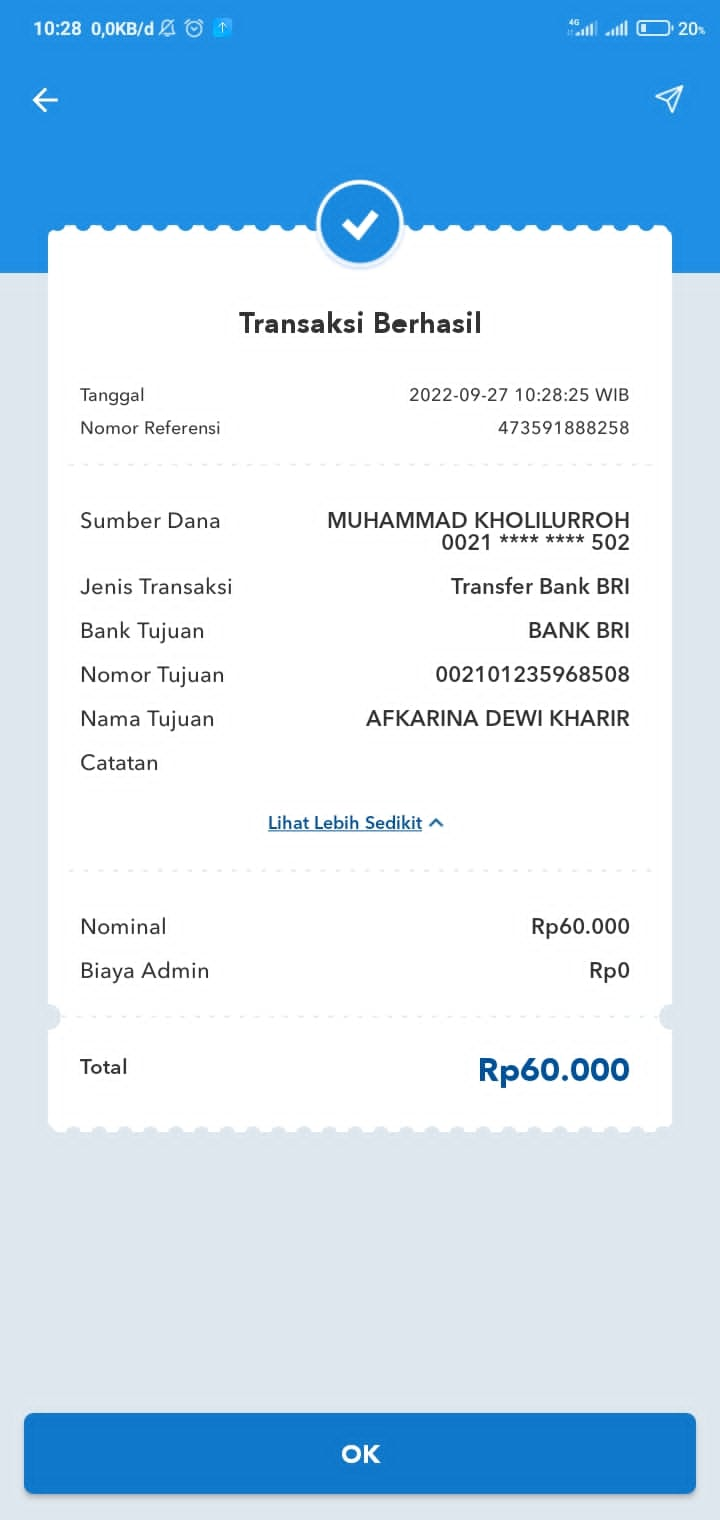 10:28 0,0KB/d 4G 20%
Transaksi Berhasil
Tanggal 2022-09-27 10:28:25 WIB
Nomor Referensi 473591888258
Sumber Dana MUHAMMAD KHOLILURROH
0021 **** **** 502
Jenis Transaksi Transfer Bank BRI
Bank Tujuan BANK BRI
Nomor Tujuan 002101235968508
Nama Tujuan AFKARINA DEWI KHARIR
Catatan
Lihat Lebih Sedikit
Nominal Rp60.000
Biaya Admin Rp0
Total Rp60.000
OK